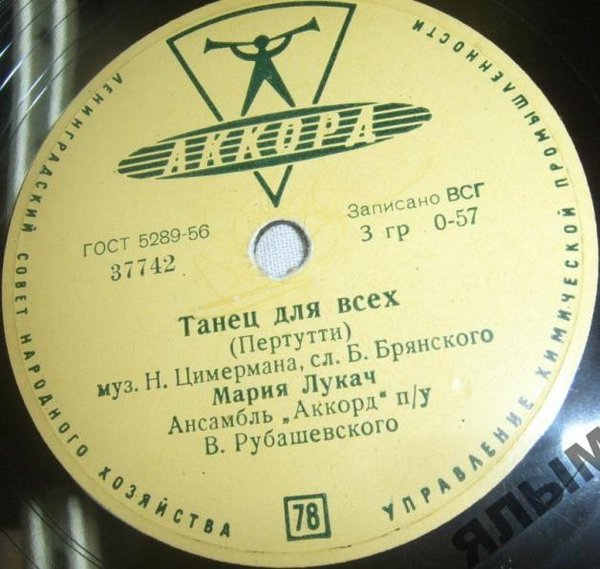 ЛЕНИНГРАДСКИЙ СОВЕТ НАРОДНОГО ХОЗЯЙСТВА
УПРАВЛЕНИЕ ХИМИЧЕСКОЙ ПРОМЫШЛЕННОСТИ
АККОРД
ГОСТ 5289-56
37742
Записано ВСГ
3 гр 0-57
Танец для всех
(Пертутти)
муз. Н. Цимермана, сл. Б. Брянского
Мария Лукач
Ансамбль „Аккорд" п/у
В. Рубашевского
78
ЯЛЫМ